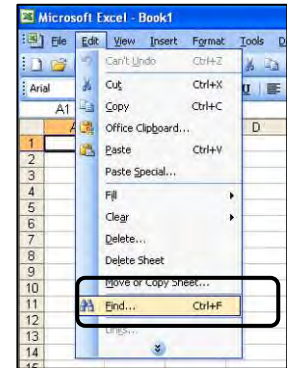 Microsoft Excel - Book1
File Edit View Insert Format Tools D
Arial U
A1
A D
Can't Undo Ctrl+Z
Cut Ctrl+X
Copy Ctrl+C
Office Clipboard...
Paste Ctrl+V
Paste Special...
Fill
Clear
Delete...
Delete Sheet
Move or Copy Sheet...
Find... Ctrl+F
Links...
1
2
3
4
5
6
7
8
9
10
11
12
13
14
15